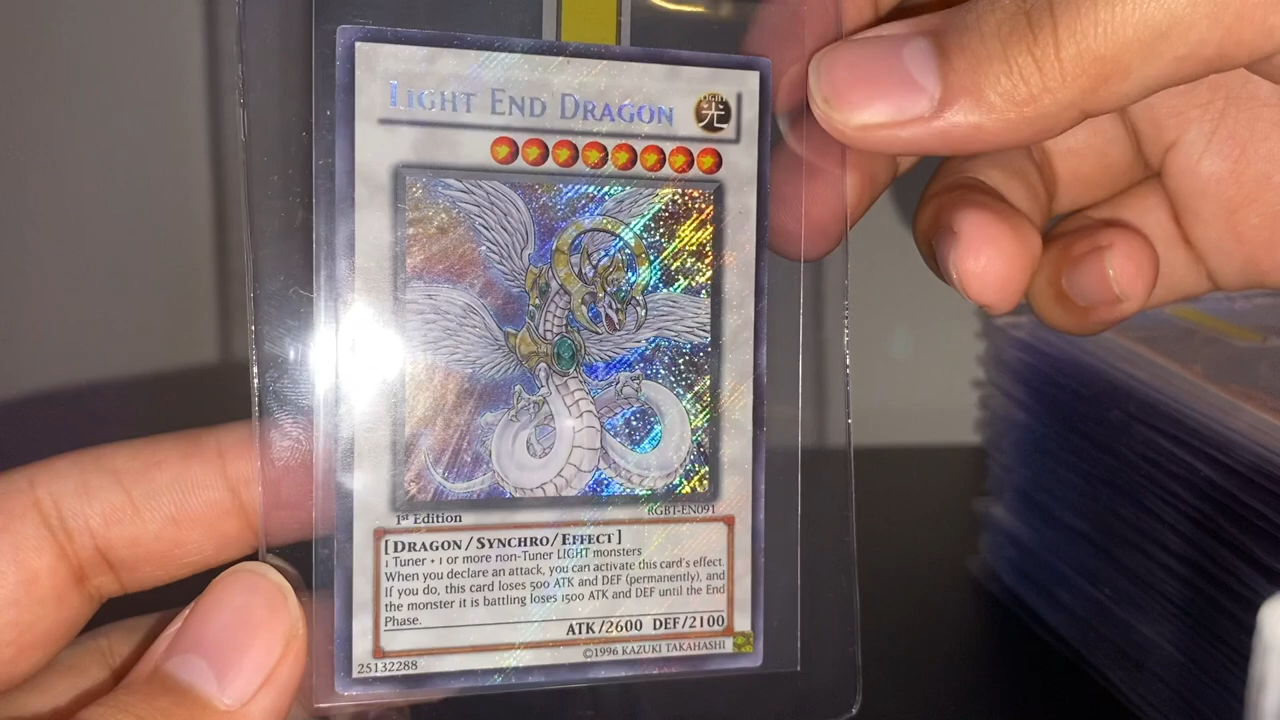 LIGHT END DRAGON
光
1st Edition
RGBT-EN091
[DRAGON/SYNCHRO/EFFECT]
1 Tuner + 1 or more non-Tuner LIGHT monsters
When you declare an attack, you can activate this card's effect.
If you do, this card loses 500 ATK and DEF (permanently), and
the monster it is battling loses 1500 ATK and DEF until the End
Phase.
ATK/2600 DEF/2100
25132288
©1996 KAZUKI TAKAHASHI